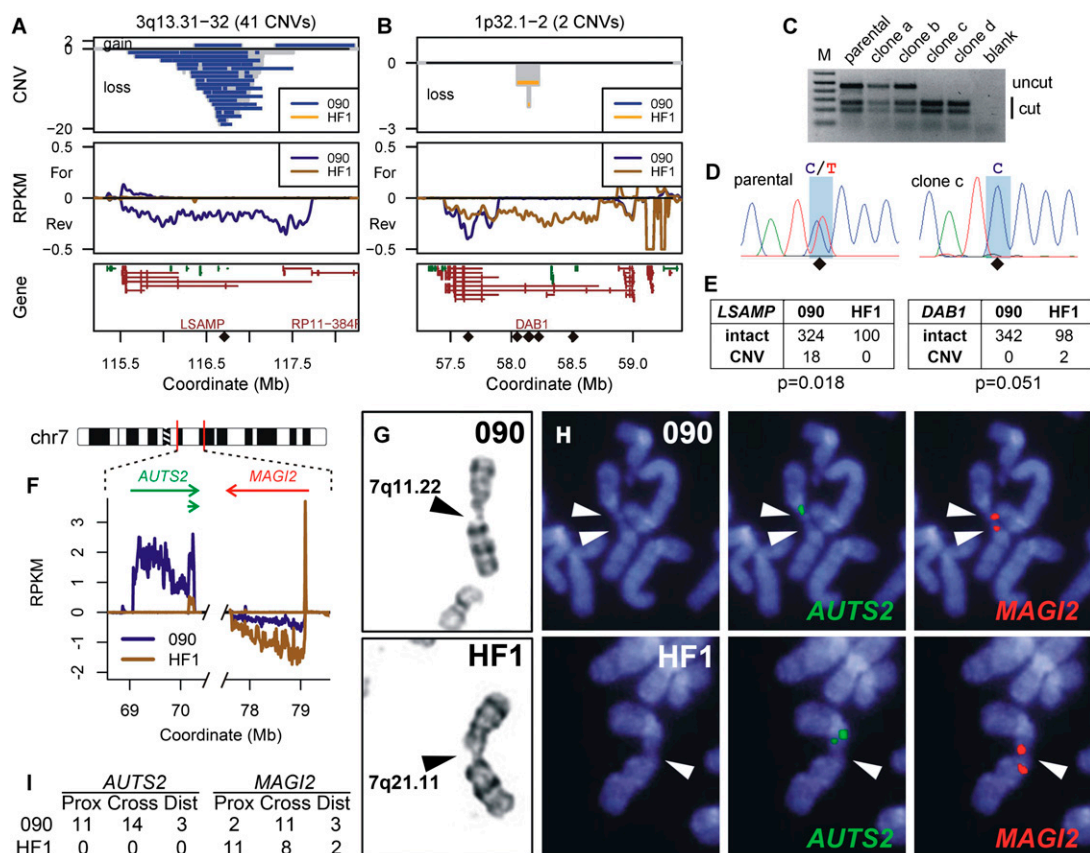 A 3q13.31−32 (41 CNVs)
2
0
gain
CNV
loss
−20
090
HF1
0.5
For
RPKM
0
Rev
−0.5
090
HF1
Gene
LSAMP
115.5
116.5
117.5
Coordinate (Mb)
B 1p32.1−2 (2 CNVs)
0
loss
−3
090
HF1
0.5
For
0
Rev
−0.5
090
HF1
DAB1
57.5
58.0
58.5
59.0
Coordinate (Mb)
C
M parental clone a clone b clone c clone d blank
uncut
cut
D
parental C/T
clone c C
E
LSAMP 090 HF1
intact 324 100
CNV 18 0
p=0.018
DAB1 090 HF1
intact 342 98
CNV 0 2
p=0.051
chr7
F
AUTS2 MAGI2
RPKM
3
2
1
0
-1
-2
090
HF1
69 70 78 79
Coordinate (Mb)
G 090
7q11.22
HF1
7q21.11
H 090
AUTS2
MAGI2
HF1
AUTS2
MAGI2
I AUTS2 MAGI2
Prox Cross Dist Prox Cross Dist
090 11 14 3 2 11 3
HF1 0 0 0 11 8 2